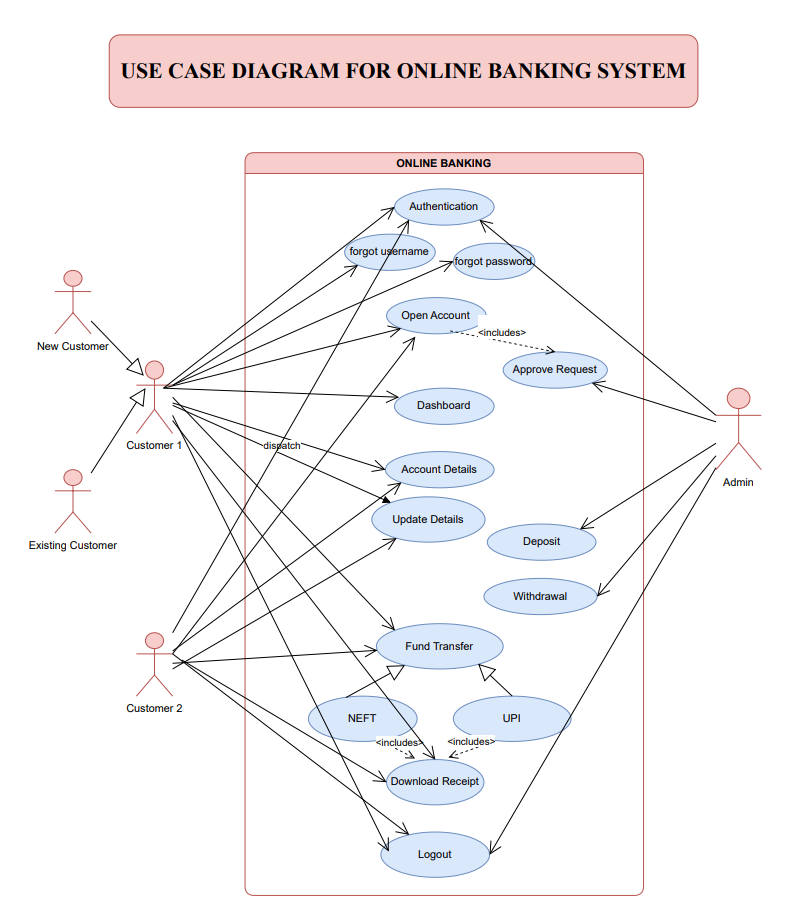 USE CASE DIAGRAM FOR ONLINE BANKING SYSTEM
ONLINE BANKING
Authentication
forgot username
forgot password
Open Account
<includes>
New Customer
Approve Request
Dashboard
Customer 1
dispatch
Account Details
Admin
Update Details
Existing Customer
Deposit
Withdrawal
Fund Transfer
Customer 2
NEFT
UPI
<includes>
<includes>
Download Receipt
Logout